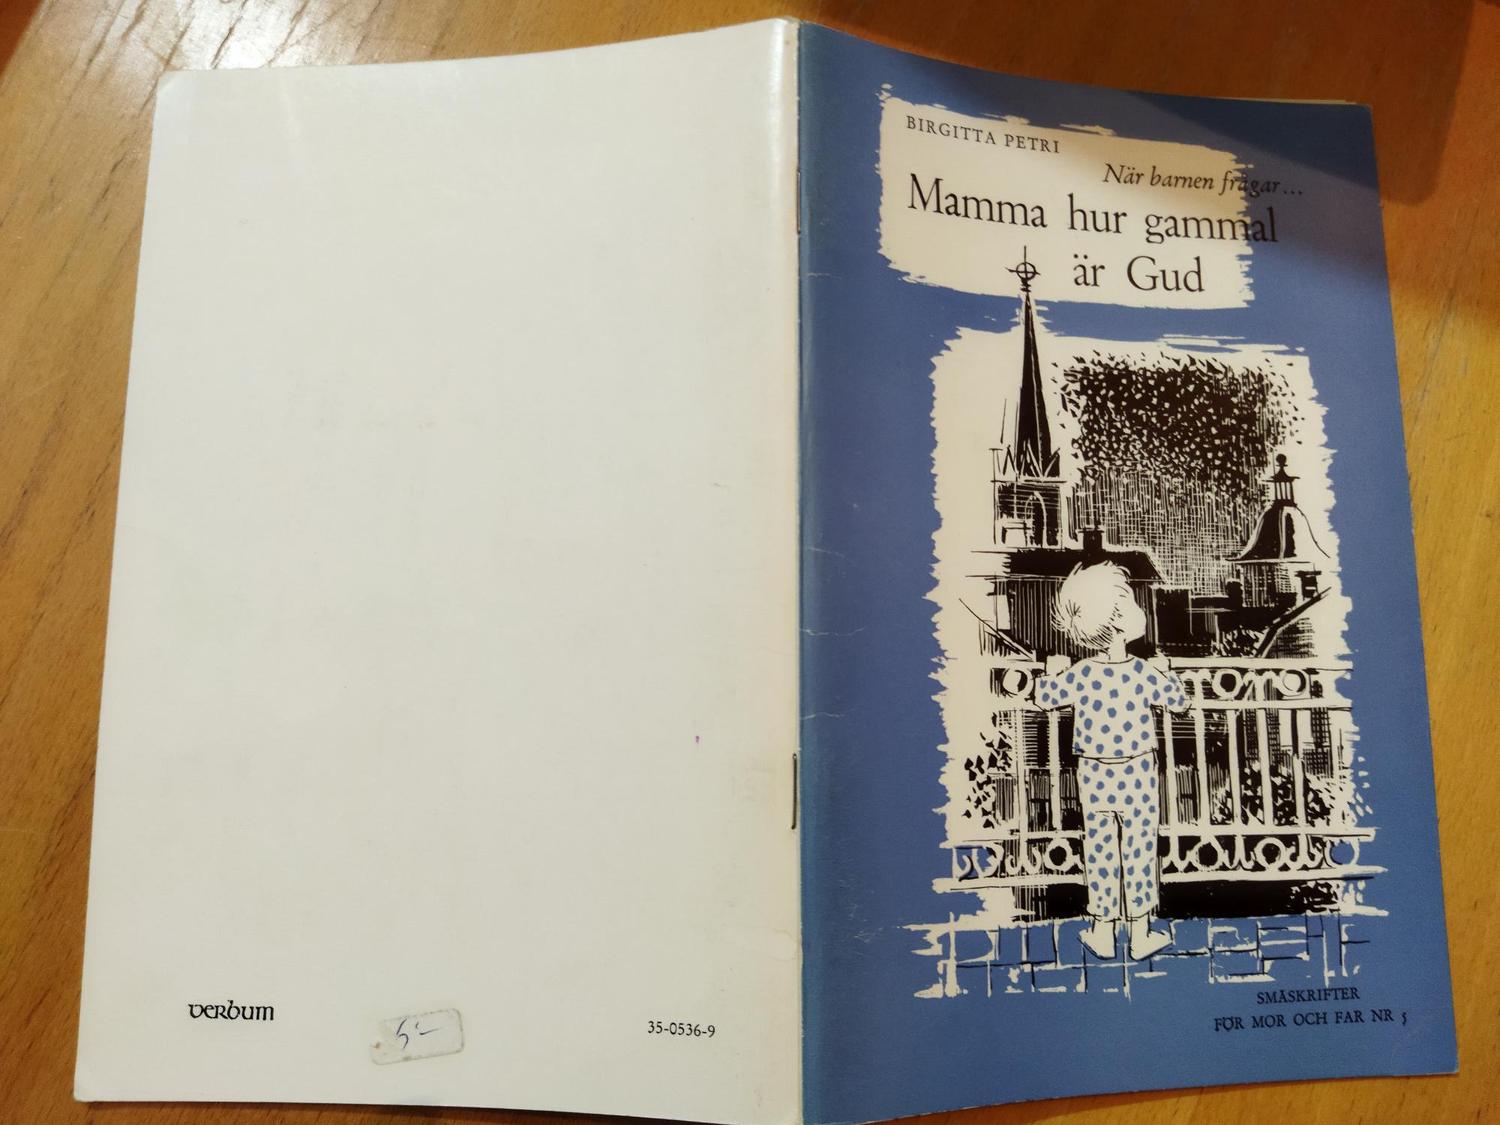 BIRGITTA PETRI
När barnen frågar...
Mamma hur gammal
är Gud
SMÅSKRIFTER
FÖR MOR OCH FAR NR 5
verbum
5:-
35-0536-9